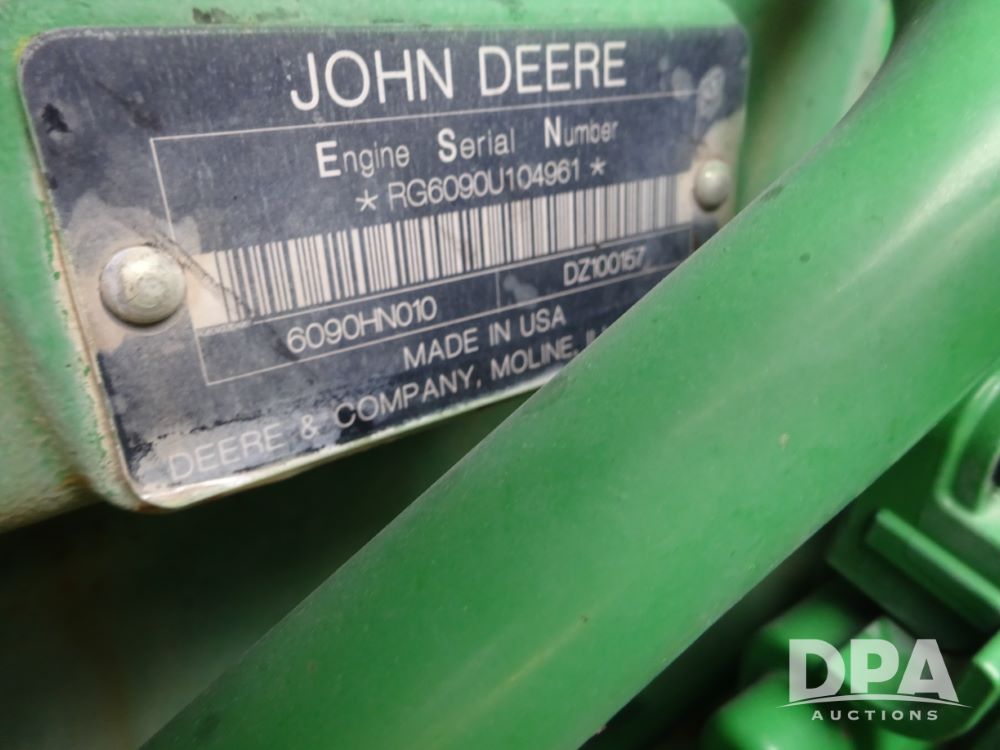 JOHN DEERE
Engine Serial Number
* RG6090U104961 *
6090HN010 DZ100157
MADE IN USA
DEERE & COMPANY, MOLINE,
DPA
AUCTIONS